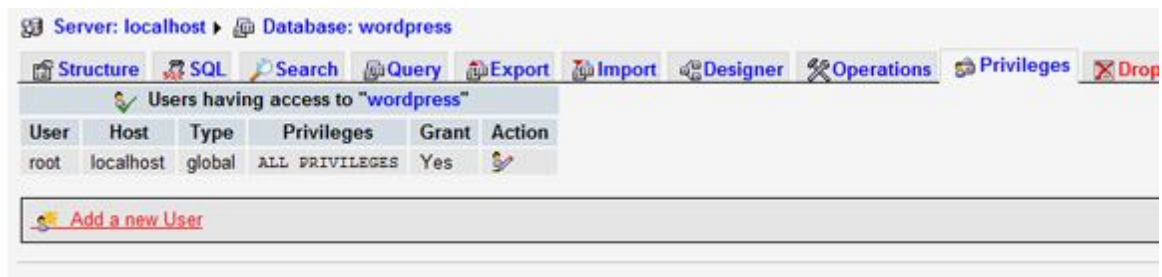 Server: localhost ▸ Database: wordpress
Structure SQL Search Query Export Import Designer Operations Privileges Drop
Users having access to "wordpress"
User Host Type Privileges Grant Action
root localhost global ALL PRIVILEGES Yes
Add a new User